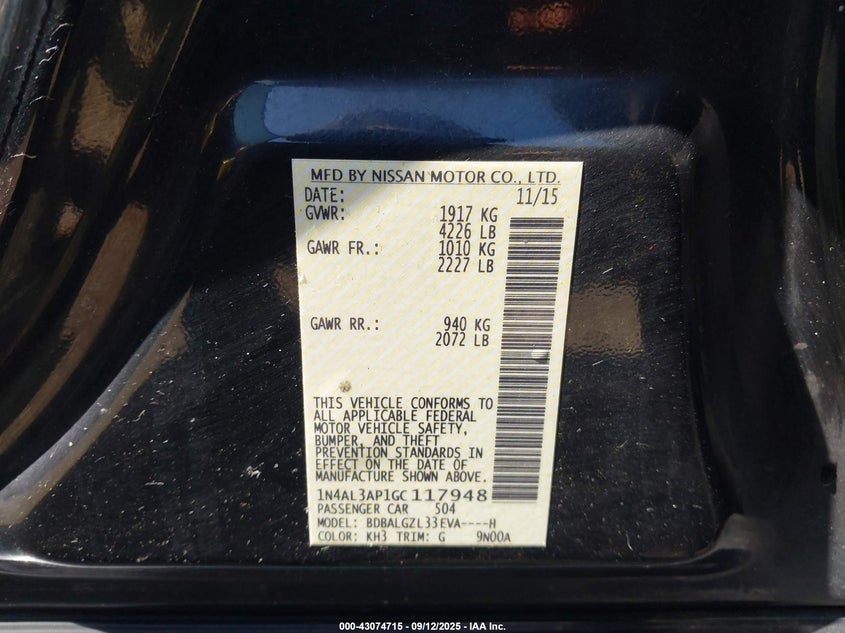 MFD BY NISSAN MOTOR CO., LTD.
DATE: 11/15
GVWR: 1917 KG
4226 LB
GAWR FR.: 1010 KG
2227 LB
GAWR RR.: 940 KG
2072 LB
THIS VEHICLE CONFORMS TO
ALL APPLICABLE FEDERAL
MOTOR VEHICLE SAFETY,
BUMPER, AND THEFT
PREVENTION STANDARDS IN
EFFECT ON THE DATE OF
MANUFACTURE SHOWN ABOVE.
1N4AL3AP1GC117948
PASSENGER CAR 504
MODEL: BDBALGZL33EVA----H
COLOR: KH3 TRIM: G 9N00A
000-43074715 - 09/12/2025 - IAA Inc.